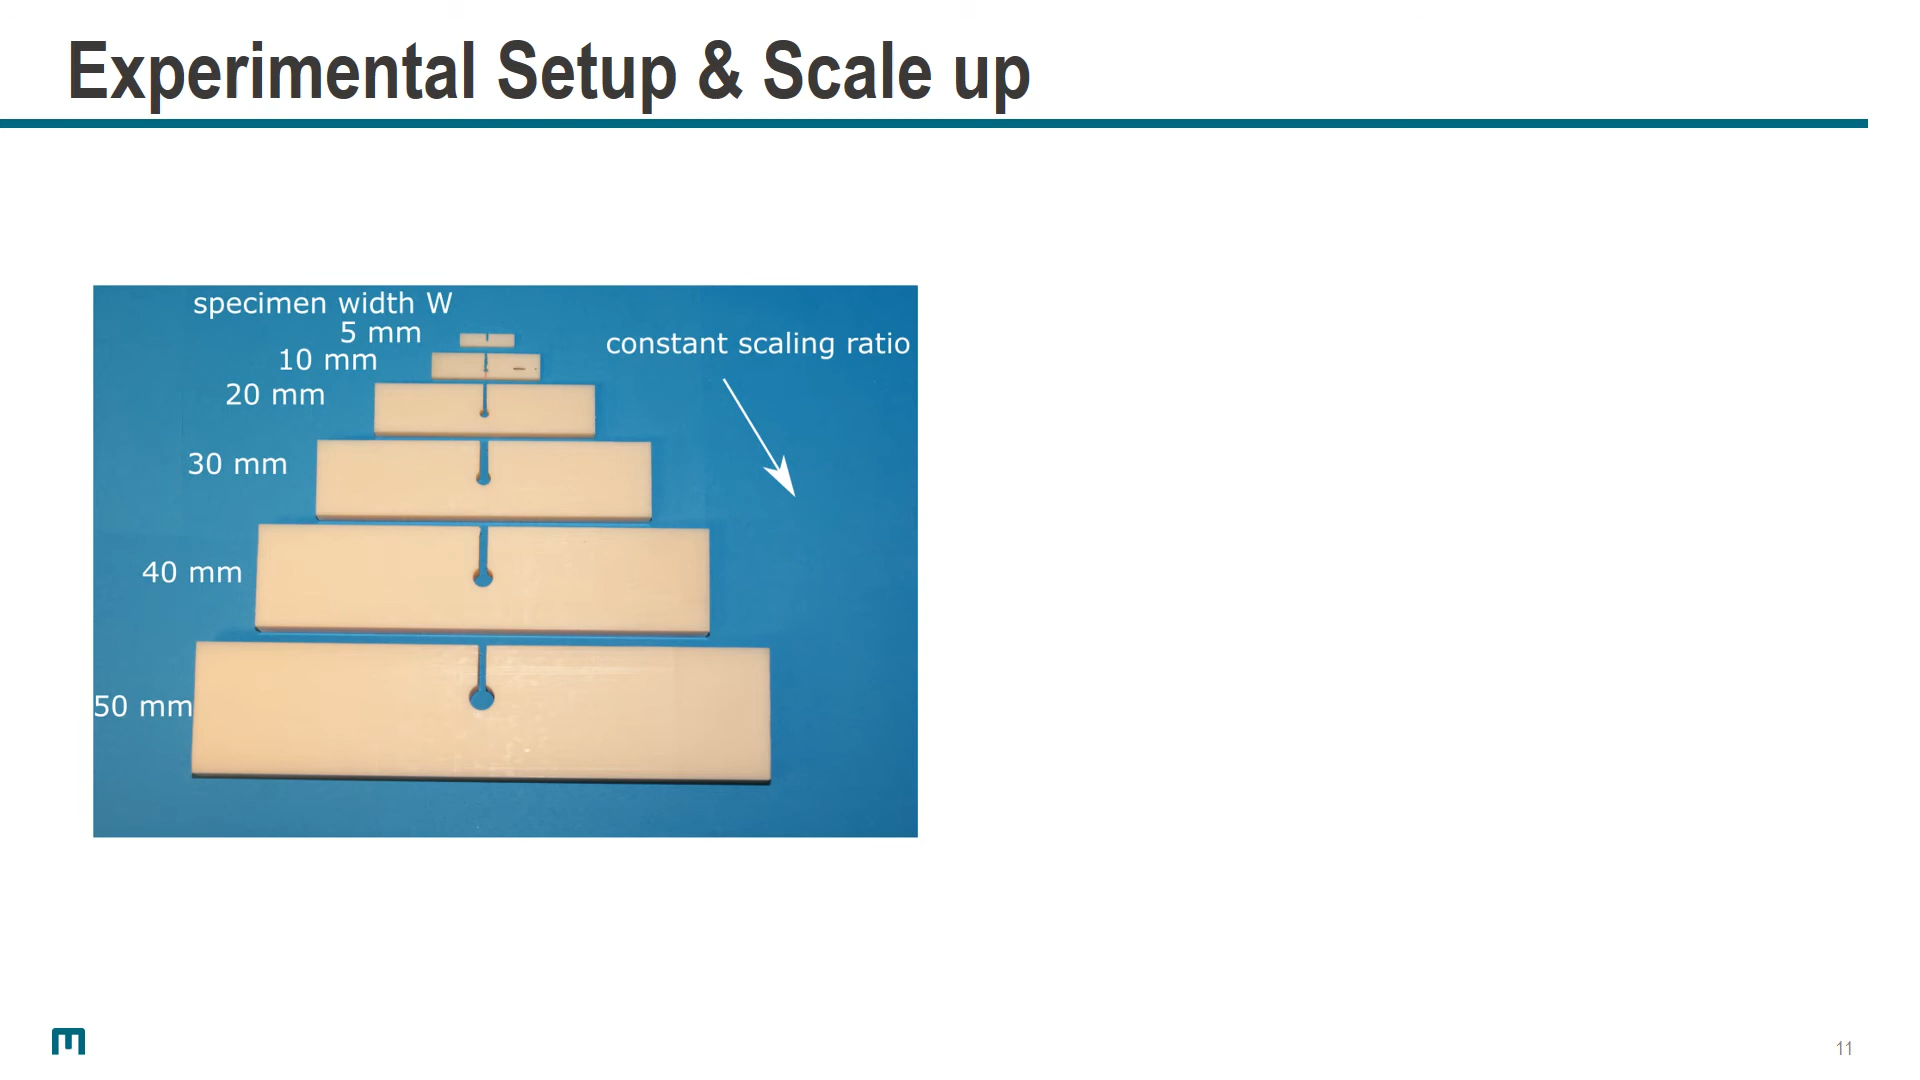 Experimental Setup & Scale up
specimen width W
5 mm
constant scaling ratio
10 mm
20 mm
30 mm
40 mm
50 mm
11